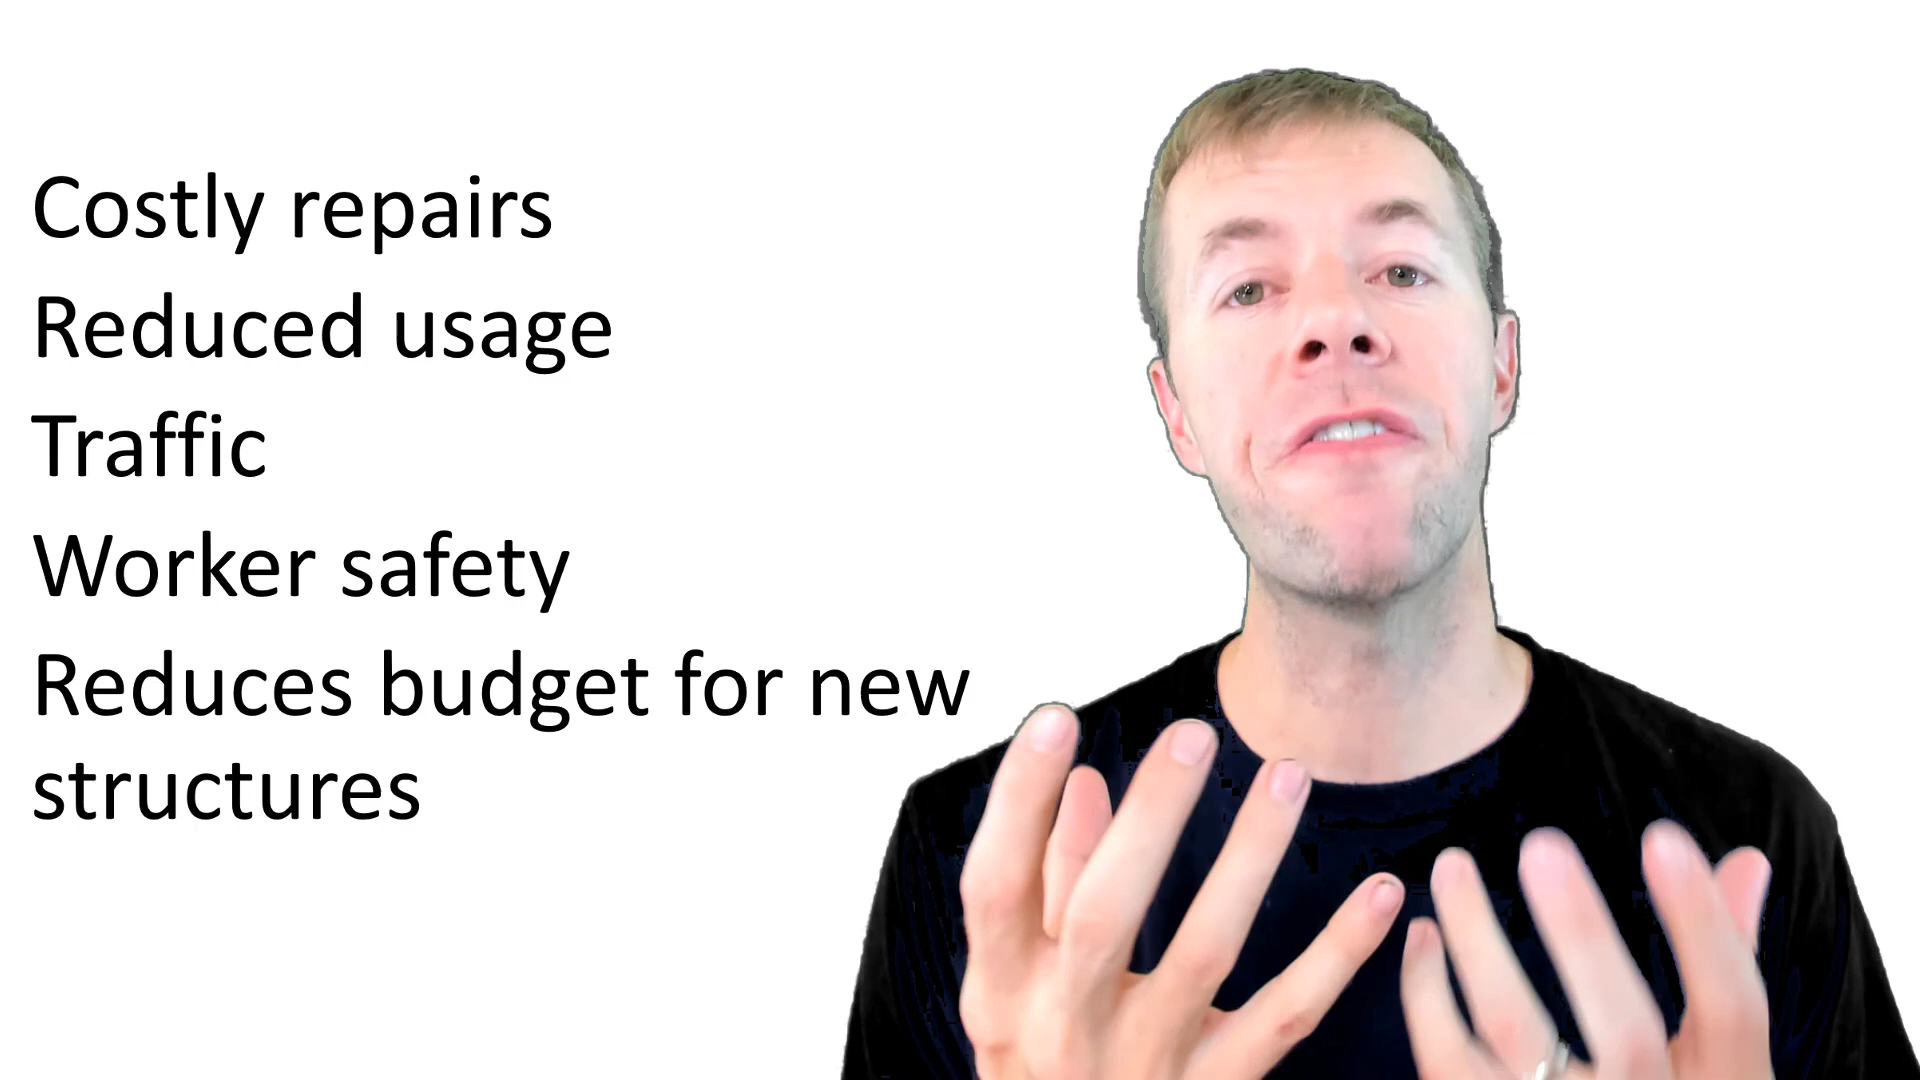 Costly repairs
Reduced usage
Traffic
Worker safety
Reduces budget for new
structures